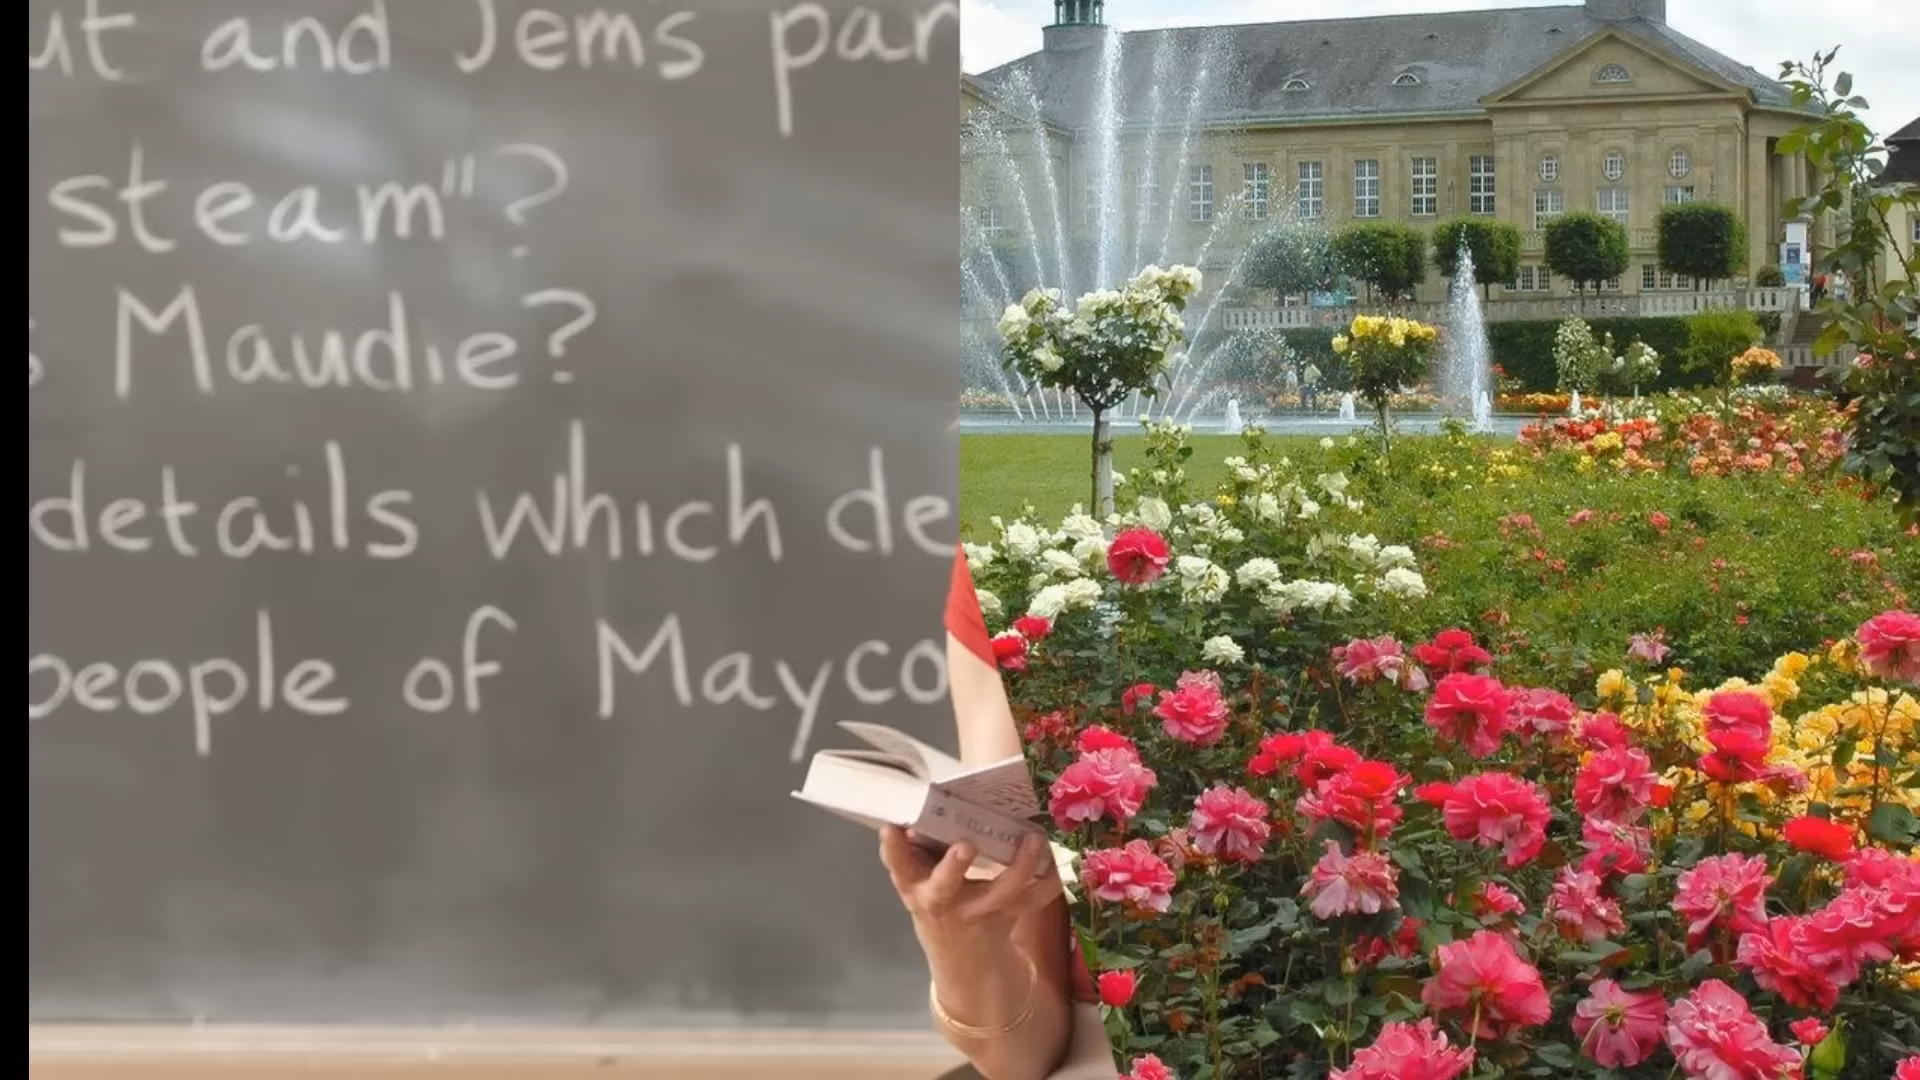 ut and Jem's par
steam"?
s Maudie?
details which de
people of Mayco